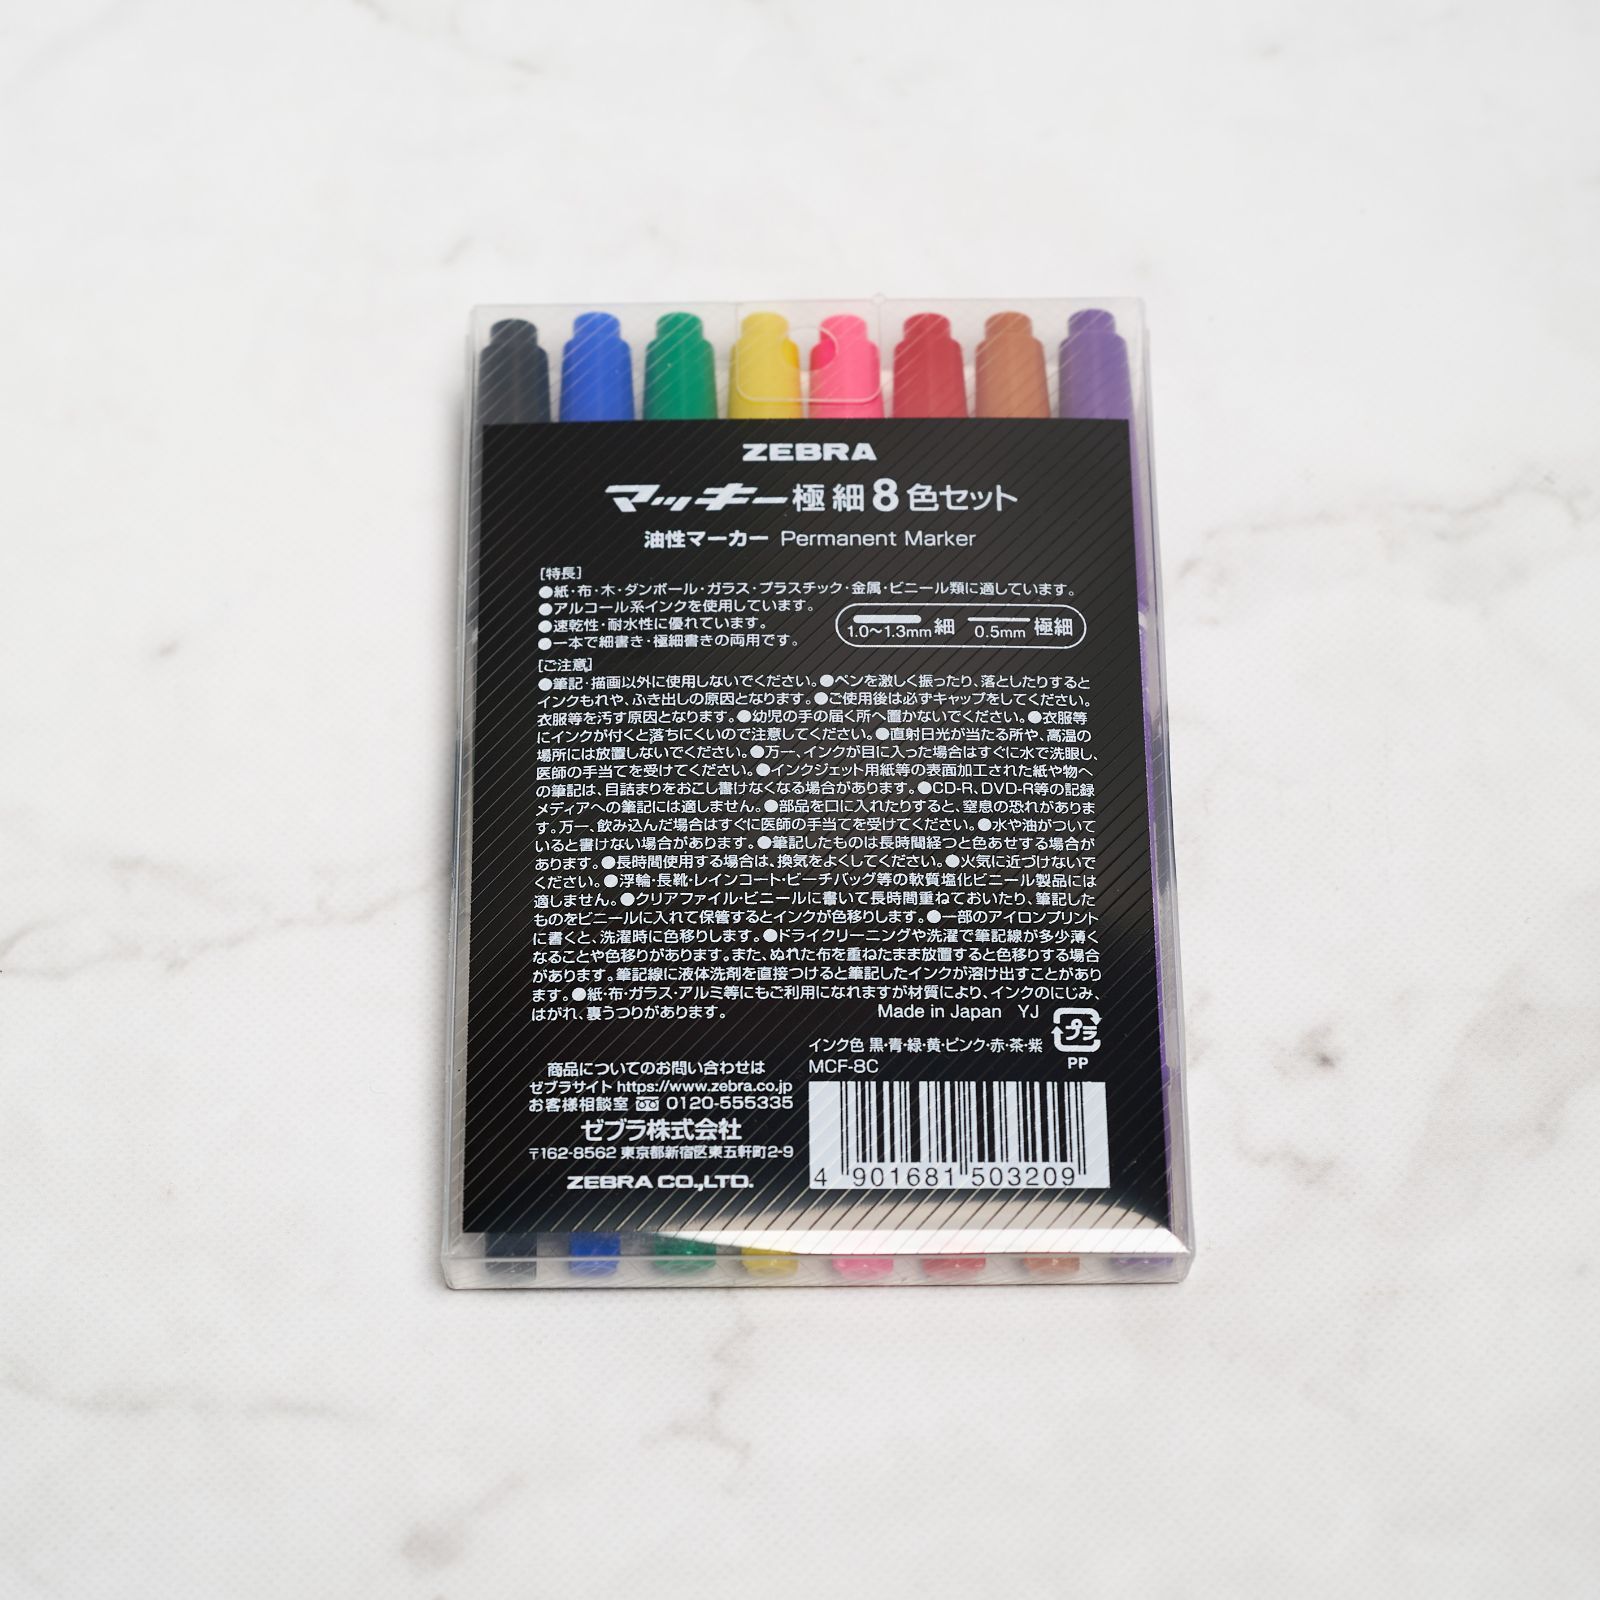 ZEBRA
マッキー極細8色セット
油性マーカー Permanent Marker
[特長]
●紙・布・木・ダンボール・ガラス・プラスチック・金属・ビニール類に適しています。
●アルコール系インクを使用しています。
●速乾性・耐水性に優れています。
●一本で細書き・極細書きの両用です。
1.0~1.3mm 細 0.5mm 極細
[ご注意]
●筆記・描画以外に使用しないでください。●ペンを激しく振ったり、落としたりすると
インクもれや、ふき出しの原因となります。●ご使用後は必ずキャップをしてください。
衣服等を汚す原因となります。●幼児の手の届く所へ置かないでください。●衣服等
にインクが付くと落ちにくいので注意してください。●直射日光が当たる所や、高温の
場所には放置しないでください。●万一、インクが目に入った場合はすぐに水で洗眼し、
医師の手当てを受けてください。●インクジェット用紙等の表面加工された紙や物へ
の筆記は、目詰まりをおこし書けなくなる場合があります。●CD-R、DVD-R等の記録
メディアへの筆記には適しません。●部品を口に入れたりすると、窒息の恐れがありま
す。万一、飲み込んだ場合はすぐに医師の手当てを受けてください。●水や油がついて
いると書けない場合があります。●筆記したものは長時間経つと色あせする場合が
あります。●長時間使用する場合は、換気をよくしてください。●火気に近づけないで
ください。●浮輪・長靴・レインコート・ビーチバッグ等の軟質塩化ビニール製品には
適しません。●クリアファイル・ビニールに書いて長時間重ねておいたり、筆記した
ものをビニールに入れて保管するとインクが色移りします。●一部のアイロンプリント
に書くと、洗濯時に色移りします。●ドライクリーニングや洗濯で筆記線が多少薄く
なることや色移りがあります。また、ぬれた布を重ねたまま放置すると色移りする場合
があります。筆記線に液体洗剤を直接つけると筆記したインクが溶け出すことがあり
ます。●紙・布・ガラス・アルミ等にもご利用になれますが材質により、インクのにじみ、
はがれ、裏うつりがあります。
Made in Japan YJ
プラ
PP
インク色 黒・青・緑・黄・ピンク・赤・茶・紫
MCF-8C
商品についてのお問い合わせは
ゼブラサイト https://www.zebra.co.jp
お客様相談室 0120-555335
ゼブラ株式会社
〒162-8562 東京都新宿区東五軒町2-9
ZEBRA CO.,LTD.
4 901681 503209